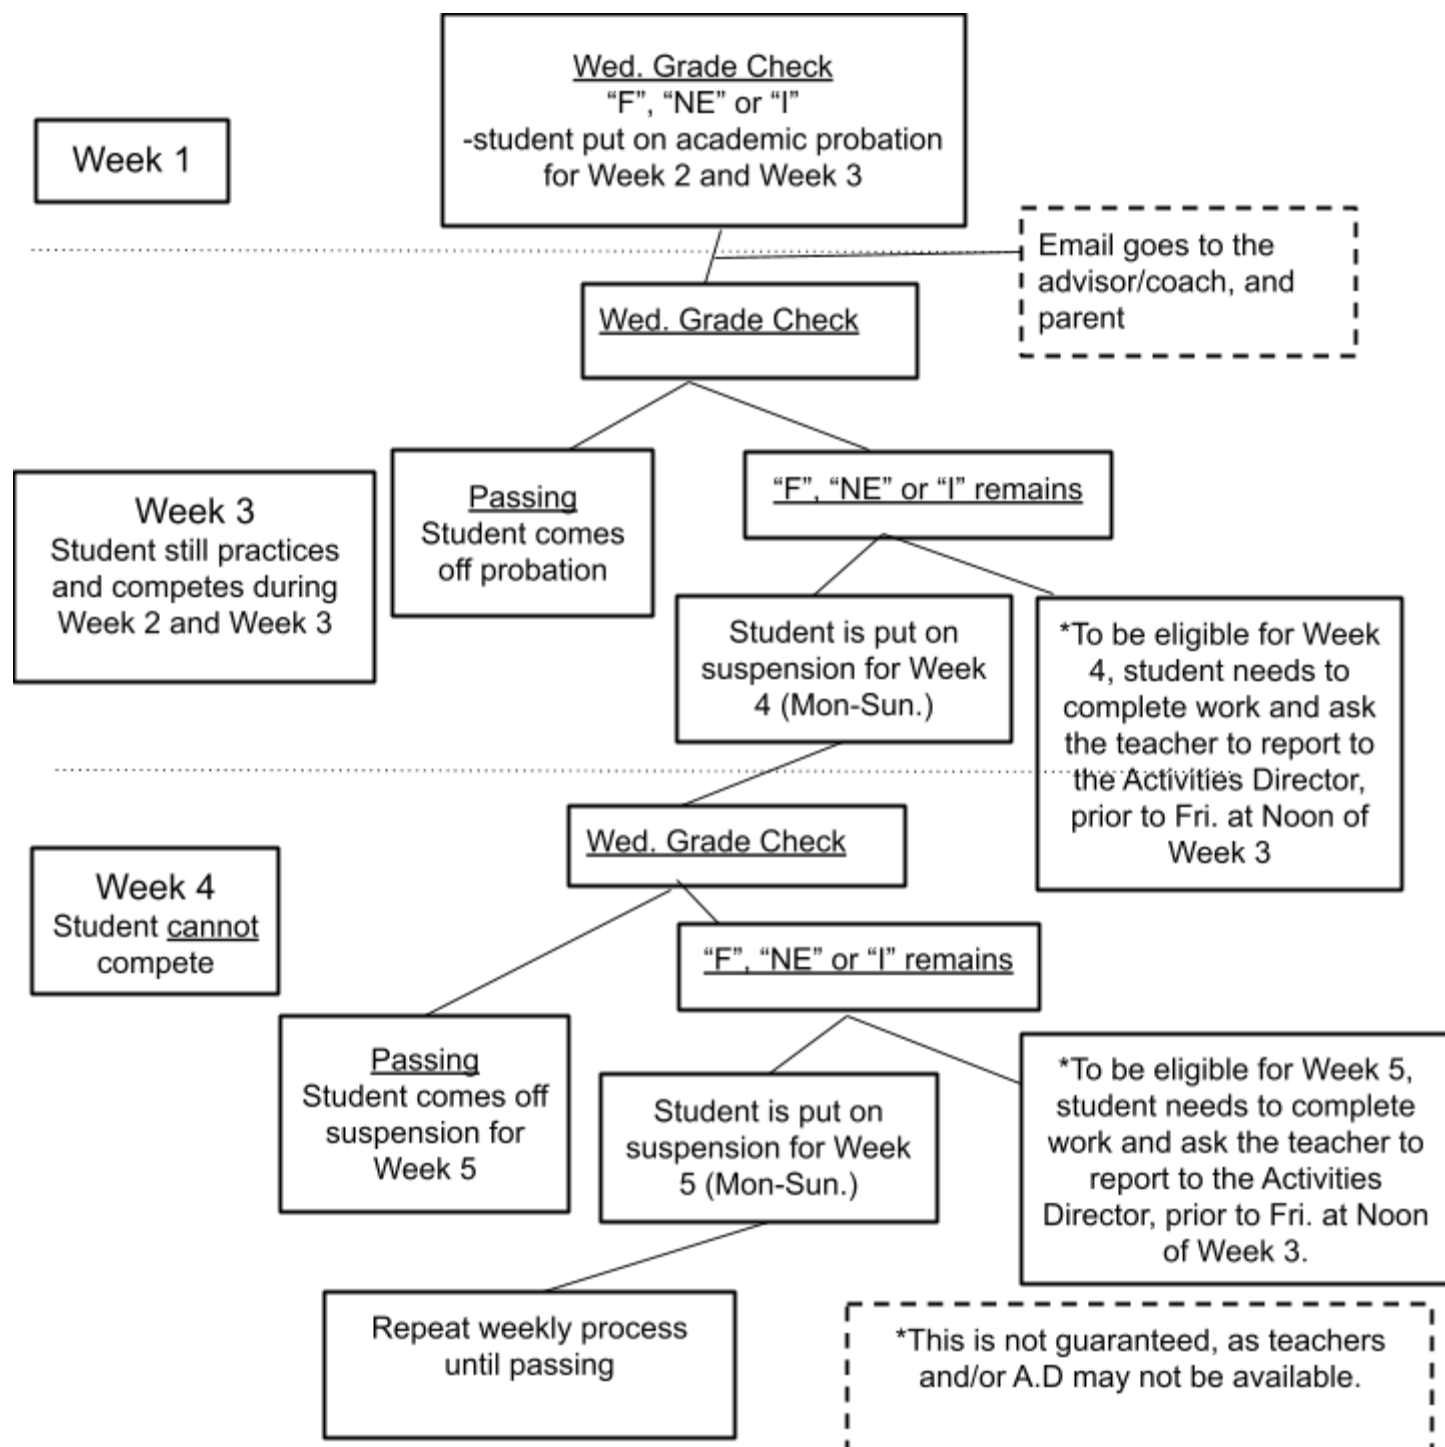 Wed. Grade Check
“F”, “NE” or “I”
-student put on academic probation
for Week 2 and Week 3
Week 1
Email goes to the
advisor/coach, and
parent
Wed. Grade Check
Week 3
Student still practices
and competes during
Week 2 and Week 3
Passing
Student comes
off probation
“F”, “NE” or “I” remains
Student is put on
suspension for Week
4 (Mon-Sun.)
*To be eligible for Week
4, student needs to
complete work and ask
the teacher to report to
the Activities Director,
prior to Fri. at Noon of
Week 3
Wed. Grade Check
Week 4
Student cannot
compete
“F”, “NE” or “I” remains
Passing
Student comes off
suspension for
Week 5
Student is put on
suspension for Week
5 (Mon-Sun.)
*To be eligible for Week 5,
student needs to complete
work and ask the teacher to
report to the Activities
Director, prior to Fri. at Noon
of Week 3.
Repeat weekly process
until passing
*This is not guaranteed, as teachers
and/or A.D may not be available.